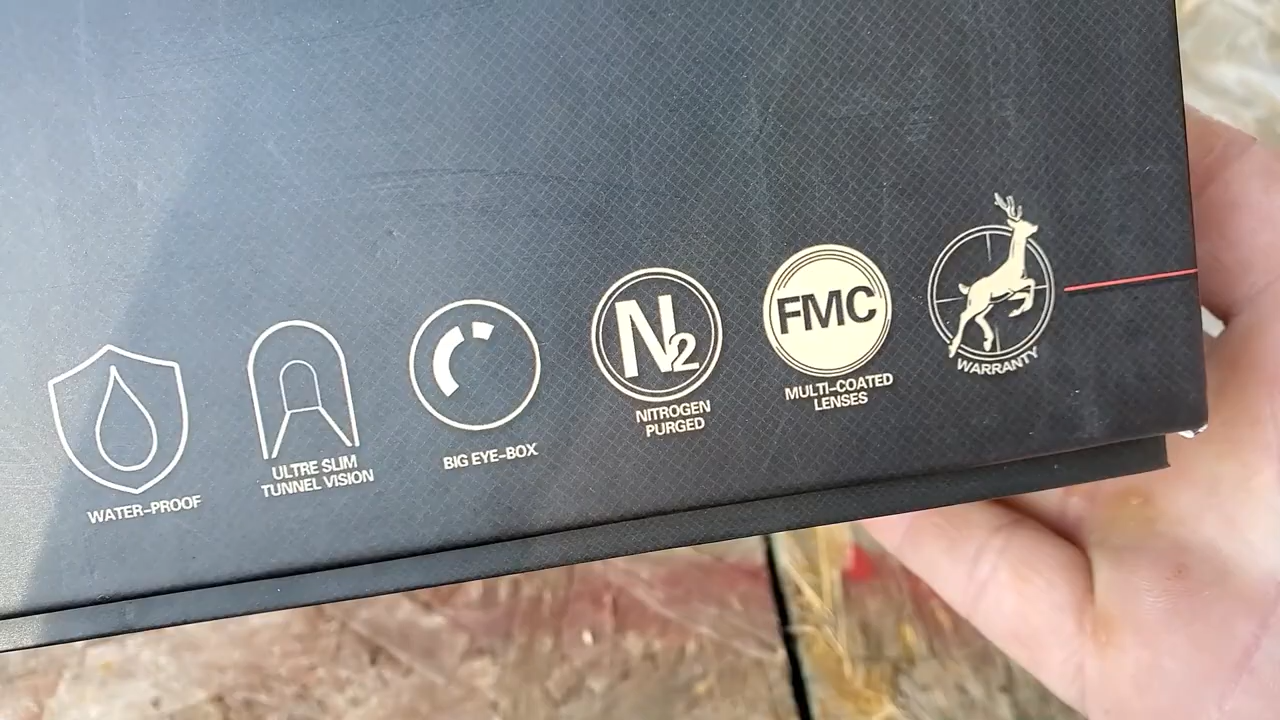 WATER-PROOF
ULTRE SLIM
TUNNEL VISION
BIG EYE-BOX
N2
NITROGEN
PURGED
FMC
MULTI-COATED
LENSES
WARRANTY